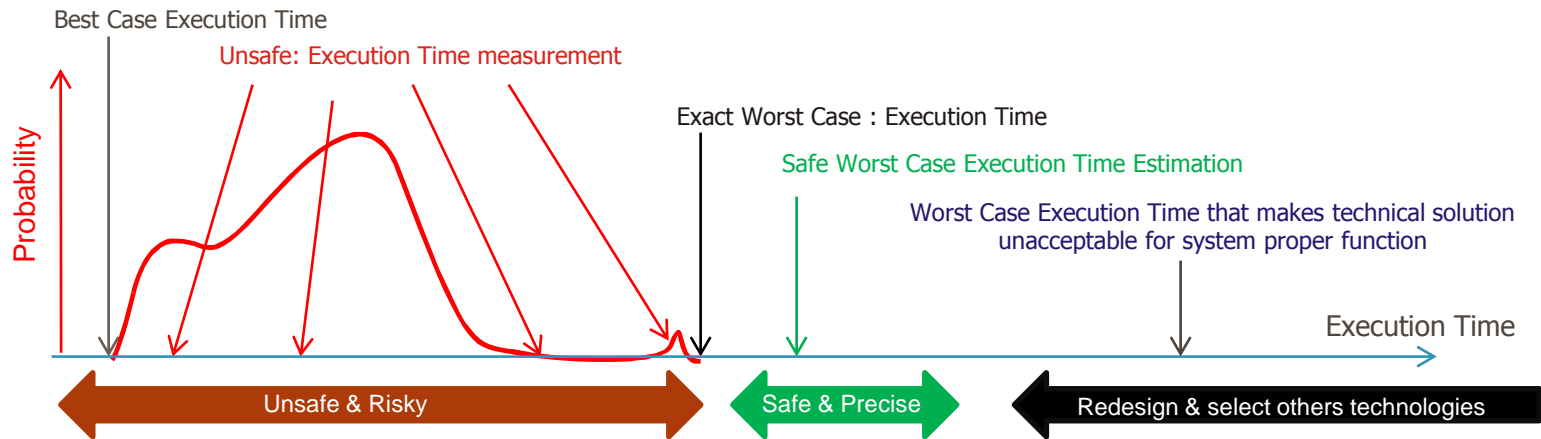 Best Case Execution Time
Unsafe: Execution Time measurement
Exact Worst Case : Execution Time
Safe Worst Case Execution Time Estimation
Worst Case Execution Time that makes technical solution
unacceptable for system proper function
Probability
Execution Time
Unsafe & Risky
Safe & Precise
Redesign & select others technologies